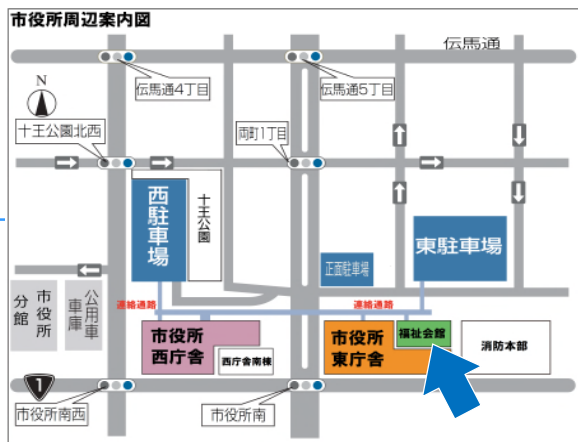 市役所周辺案内図
伝馬通
N
伝馬通4丁目
伝馬通5丁目
十王公園北西
両町1丁目
西駐車場
十王公園
東駐車場
正面駐車場
市役所分館
公用車車庫
連絡通路
連絡通路
市役所
西庁舎
西庁舎南棟
市役所
東庁舎
福祉会館
消防本部
1
市役所南西
市役所南